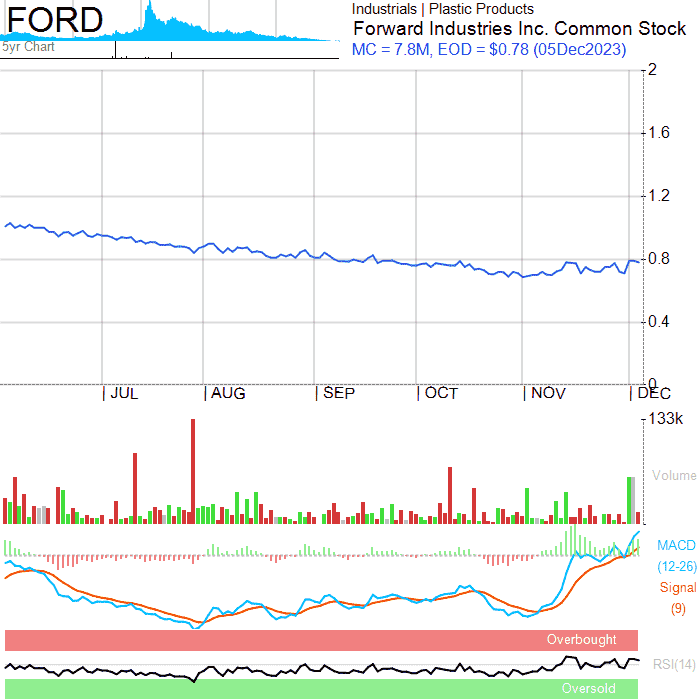 FORD
5yr Chart
Industrials | Plastic Products
Forward Industries Inc. Common Stock
MC = 7.8M, EOD = $0.78 (05Dec2023)
2
1.6
1.2
0.8
0.4
0
| JUL | AUG | SEP | OCT | NOV | DEC
133k
Volume
MACD
(12-26)
Signal
(9)
Overbought
RSI(14)
Oversold